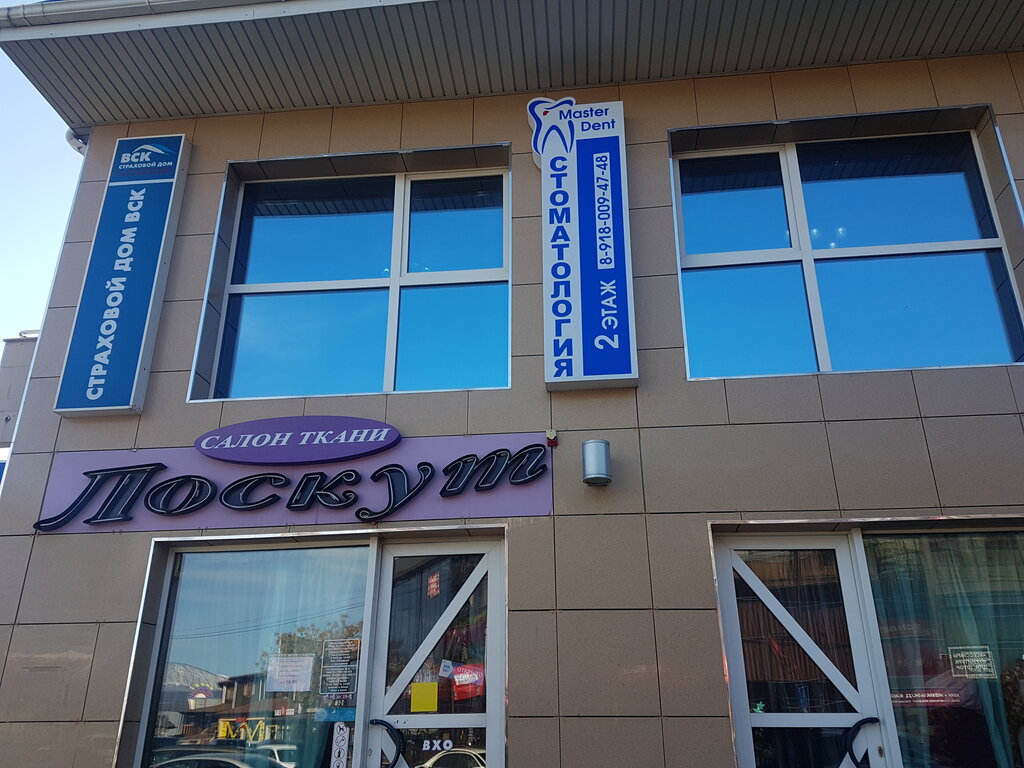 ВСК
СТРАХОВОЙ ДОМ
СТРАХОВОЙ ДОМ ВСК
Master
Dent
СТОМАТОЛОГИЯ
2 ЭТАЖ 8-918-009-47-48
САЛОН ТКАНИ
Лоскут
ВХО